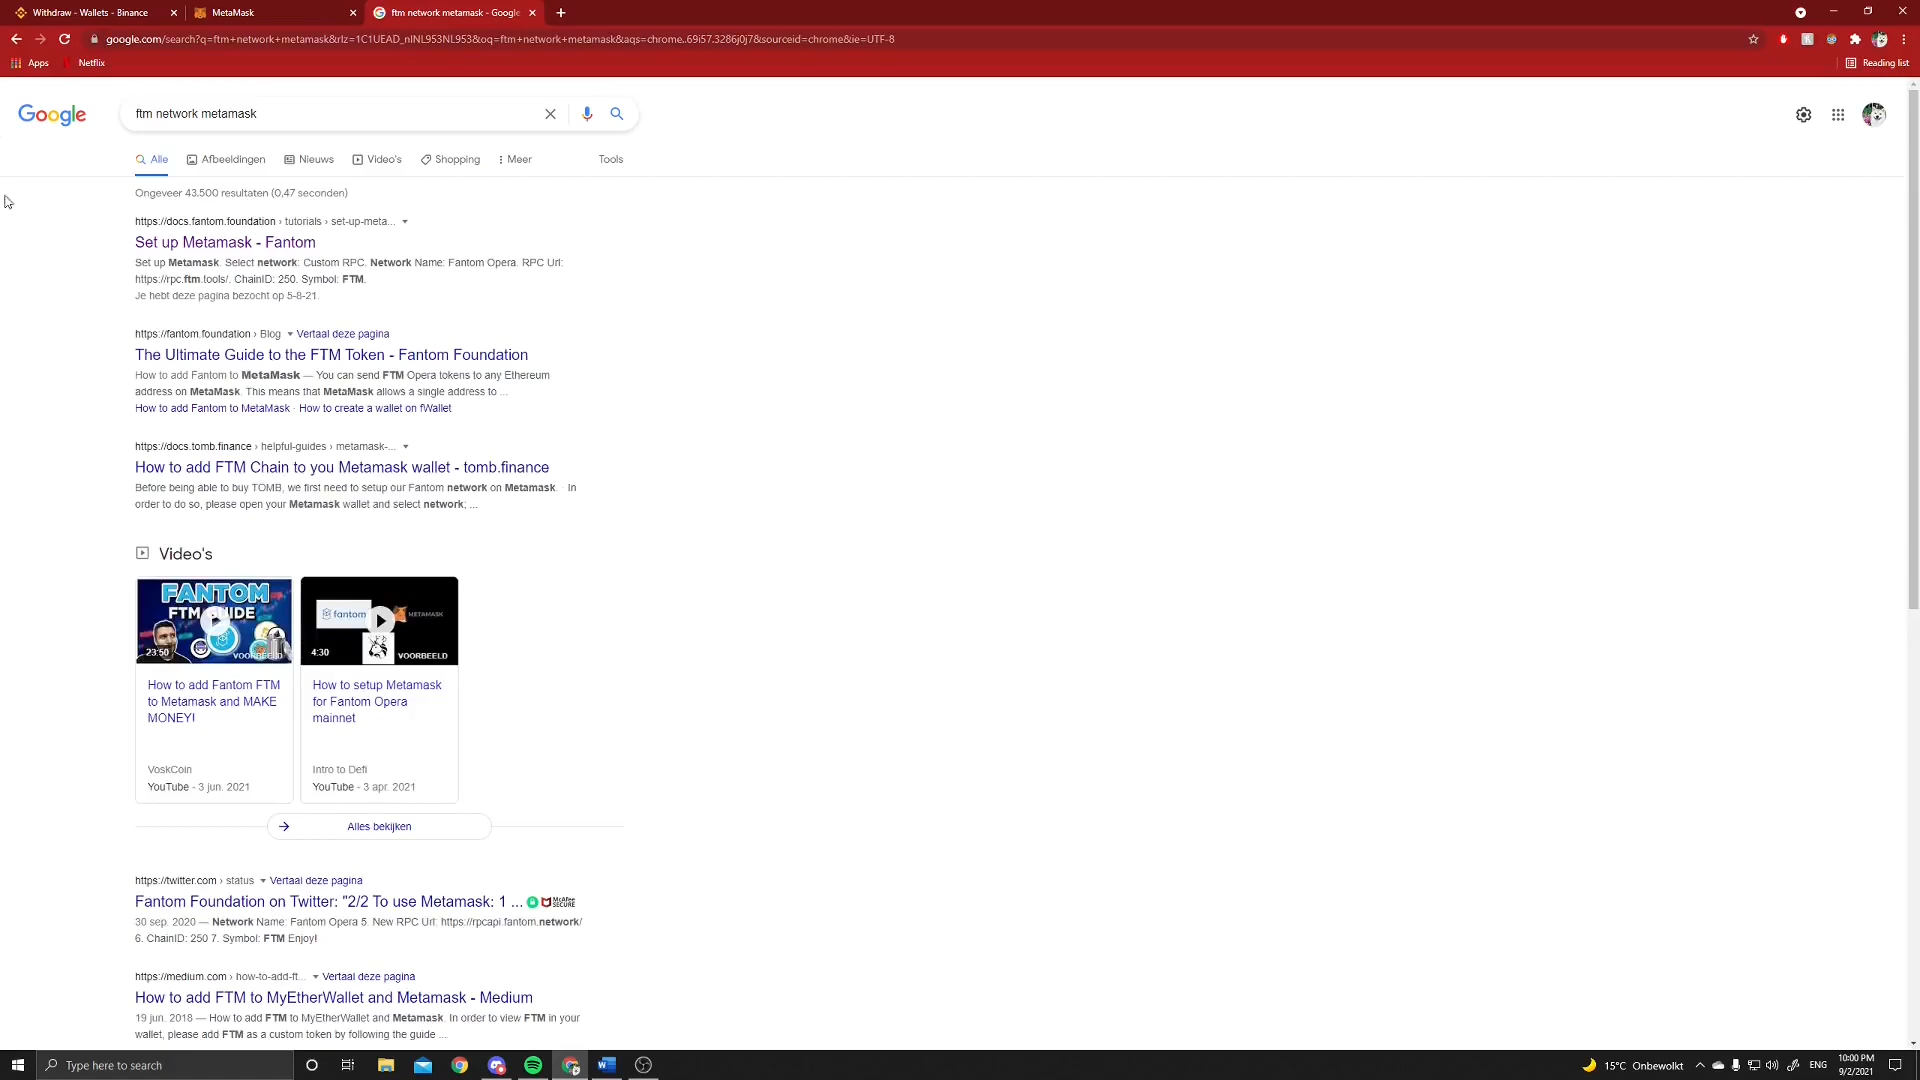 Withdraw - Wallets - Binance
MetaMask
ftm network metamask - Google
google.com/search?q=ftm+network+metamask&rlz=1C1UEAD_nlNL953NL953&oq=ftm+network+metamask&aqs=chrome..69i57.3286j0j7&sourceid=chrome&ie=UTF-8
Apps
Netflix
Reading list
Google
ftm network metamask
Alle
Afbeeldingen
Nieuws
Video's
Shopping
Meer
Tools
Ongeveer 43.500 resultaten (0,47 seconden)
https://docs.fantom.foundation › tutorials › set-up-meta...
Set up Metamask - Fantom
Set up Metamask. Select network: Custom RPC. Network Name: Fantom Opera. RPC Url:
https://rpc.ftm.tools/. ChainID: 250. Symbol: FTM.
Je hebt deze pagina bezocht op 5-8-21.
https://fantom.foundation › Blog Vertaal deze pagina
The Ultimate Guide to the FTM Token - Fantom Foundation
How to add Fantom to MetaMask — You can send FTM Opera tokens to any Ethereum
address on MetaMask. This means that MetaMask allows a single address to ...
How to add Fantom to MetaMask · How to create a wallet on fWallet
https://docs.tomb.finance › helpful-guides › metamask-...
How to add FTM Chain to you Metamask wallet - tomb.finance
Before being able to buy TOMB, we first need to setup our Fantom network on Metamask. · In
order to do so, please open your Metamask wallet and select network; ...
Video's
FANTOM
FTM GUIDE
23:50
VOORBEELD
fantom
METAMASK
4:30
VOORBEELD
How to add Fantom FTM
to Metamask and MAKE
MONEY!
How to setup Metamask
for Fantom Opera
mainnet
VoskCoin
YouTube - 3 jun. 2021
Intro to Defi
YouTube - 3 apr. 2021
Alles bekijken
https://twitter.com › status Vertaal deze pagina
Fantom Foundation on Twitter: "2/2 To use Metamask: 1 ... McAfee SECURE
30 sep. 2020 — Network Name: Fantom Opera 5. New RPC Url: https://rpcapi.fantom.network/
6. ChainID: 250 7. Symbol: FTM Enjoy!
https://medium.com › how-to-add-ft... Vertaal deze pagina
How to add FTM to MyEtherWallet and Metamask - Medium
19 jun. 2018 — How to add FTM to MyEtherWallet and Metamask. In order to view FTM in your
wallet, please add FTM as a custom token by following the guide ...
Type here to search
15°C Onbewolkt
ENG
10:00 PM
9/2/2021